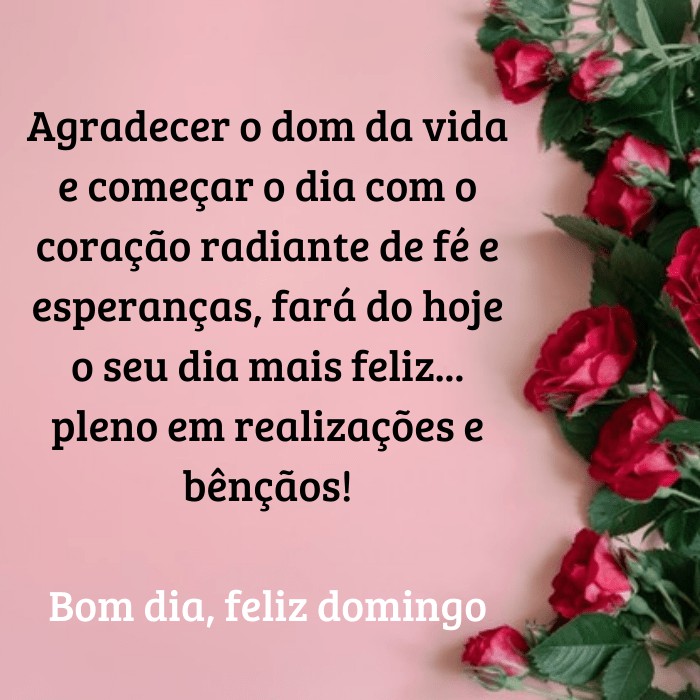 Agradecer o dom da vida
e começar o dia com o
coração radiante de fé e
esperanças, fará do hoje
o seu dia mais feliz...
pleno em realizações e
bênçãos!
Bom dia, feliz domingo